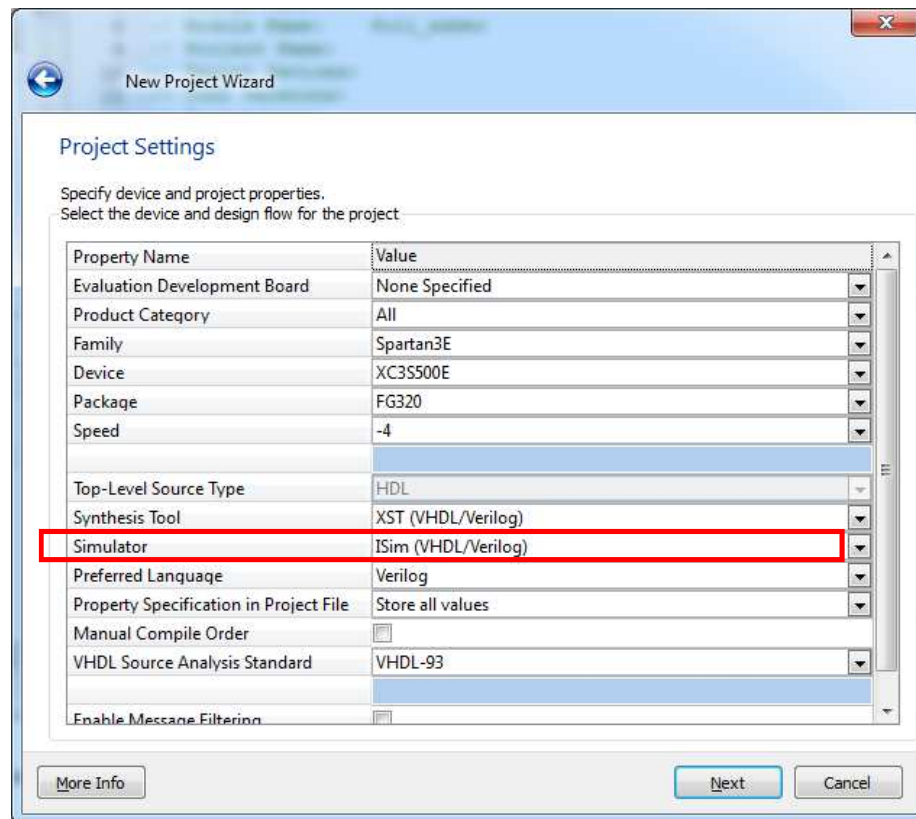 New Project Wizard
Project Settings
Specify device and project properties.
Select the device and design flow for the project
Property Name Value
Evaluation Development Board None Specified
Product Category All
Family Spartan3E
Device XC3S500E
Package FG320
Speed -4
Top-Level Source Type HDL
Synthesis Tool XST (VHDL/Verilog)
Simulator ISim (VHDL/Verilog)
Preferred Language Verilog
Property Specification in Project File Store all values
Manual Compile Order
VHDL Source Analysis Standard VHDL-93
Enable Message Filtering
More Info Next Cancel